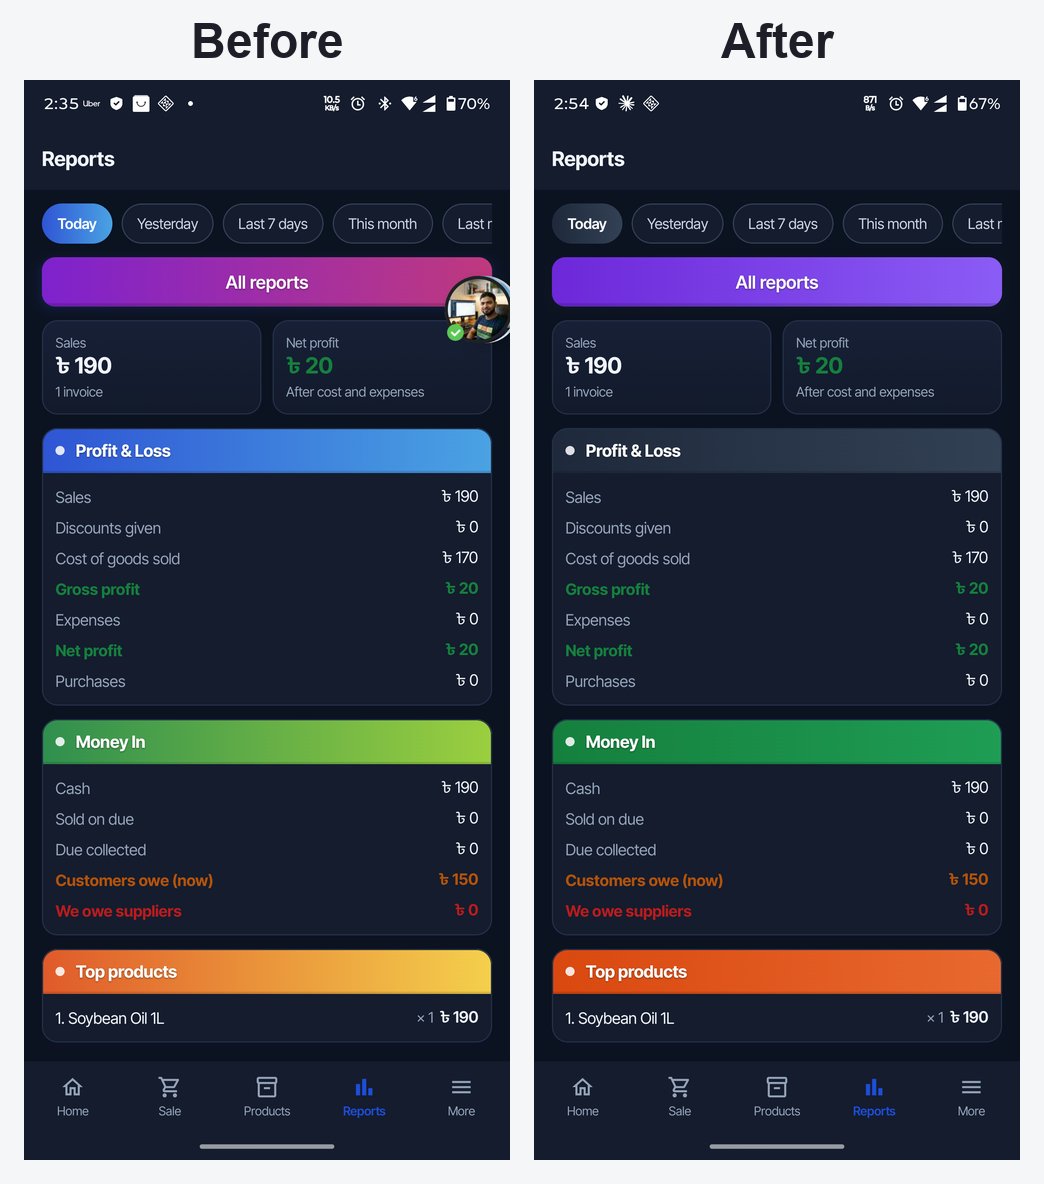 Before
After
2:35 Uber 10.5 KB/s 70%
Reports
Today Yesterday Last 7 days This month Last r
All reports
Sales
৳ 190
1 invoice
Net profit
৳ 20
After cost and expenses
Profit & Loss
Sales ৳ 190
Discounts given ৳ 0
Cost of goods sold ৳ 170
Gross profit ৳ 20
Expenses ৳ 0
Net profit ৳ 20
Purchases ৳ 0
Money In
Cash ৳ 190
Sold on due ৳ 0
Due collected ৳ 0
Customers owe (now) ৳ 150
We owe suppliers ৳ 0
Top products
1. Soybean Oil 1L × 1 ৳ 190
Home Sale Products Reports More
2:54 871 B/s 67%
Reports
Today Yesterday Last 7 days This month Last r
All reports
Sales
৳ 190
1 invoice
Net profit
৳ 20
After cost and expenses
Profit & Loss
Sales ৳ 190
Discounts given ৳ 0
Cost of goods sold ৳ 170
Gross profit ৳ 20
Expenses ৳ 0
Net profit ৳ 20
Purchases ৳ 0
Money In
Cash ৳ 190
Sold on due ৳ 0
Due collected ৳ 0
Customers owe (now) ৳ 150
We owe suppliers ৳ 0
Top products
1. Soybean Oil 1L × 1 ৳ 190
Home Sale Products Reports More